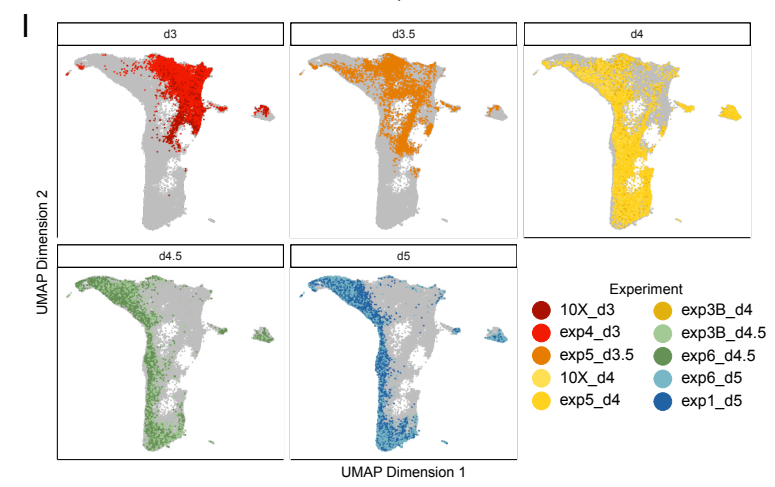 I
d3
d3.5
d4
d4.5
d5
UMAP Dimension 2
UMAP Dimension 1
Experiment
10X_d3
exp4_d3
exp5_d3.5
10X_d4
exp5_d4
exp3B_d4
exp3B_d4.5
exp6_d4.5
exp6_d5
exp1_d5